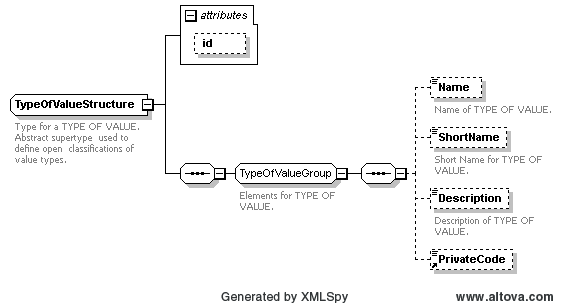 attributes
id
TypeOfValueStructure
Type for a TYPE OF VALUE.
Abstract supertype used to
define open classifications of
value types.
TypeOfValueGroup
Elements for TYPE OF
VALUE.
Name
Name of TYPE OF VALUE.
ShortName
Short Name for TYPE OF
VALUE.
Description
Description of TYPE OF
VALUE.
PrivateCode
Generated by XMLSpy
www.altova.com